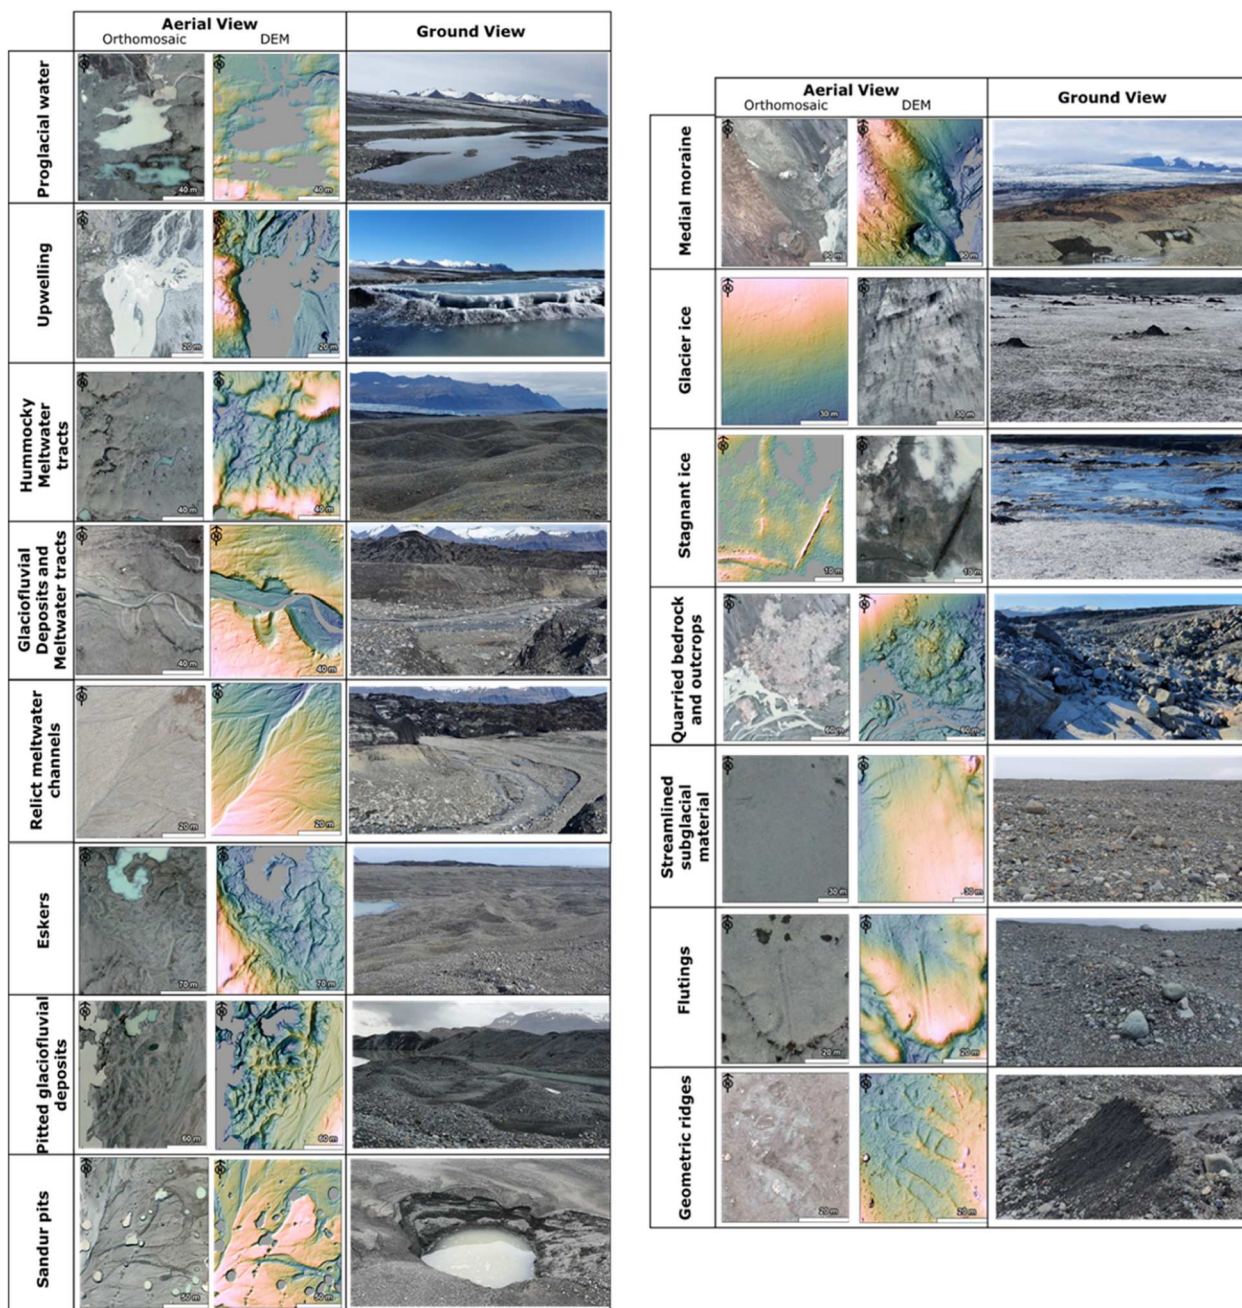 Aerial View
Orthomosaic DEM
Ground View
Proglacial water
40 m
40 m
Upwelling
20 m
20 m
Hummocky
Meltwater
tracts
40 m
40 m
Glaciofluvial
Deposits and
Meltwater tracts
40 m
40 m
Relict meltwater
channels
20 m
20 m
Eskers
70 m
70 m
Pitted glaciofluvial
deposits
60 m
60 m
Sandur pits
50 m
50 m
Aerial View
Orthomosaic DEM
Ground View
Medial moraine
90 m
90 m
Glacier ice
30 m
30 m
Stagnant ice
10 m
10 m
Quarried bedrock
and outcrops
Streamlined
subglacial
material
30 m
30 m
Flutings
20 m
20 m
Geometric ridges
20 m
20 m